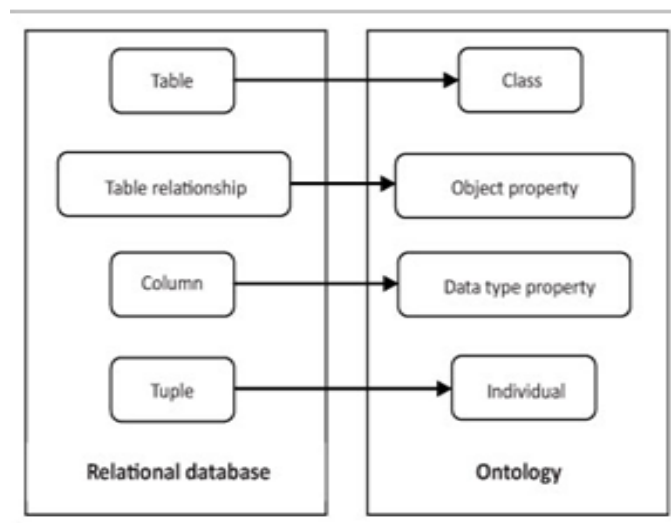 Table
Class
Table relationship
Object property
Column
Data type property
Tuple
Individual
Relational database
Ontology